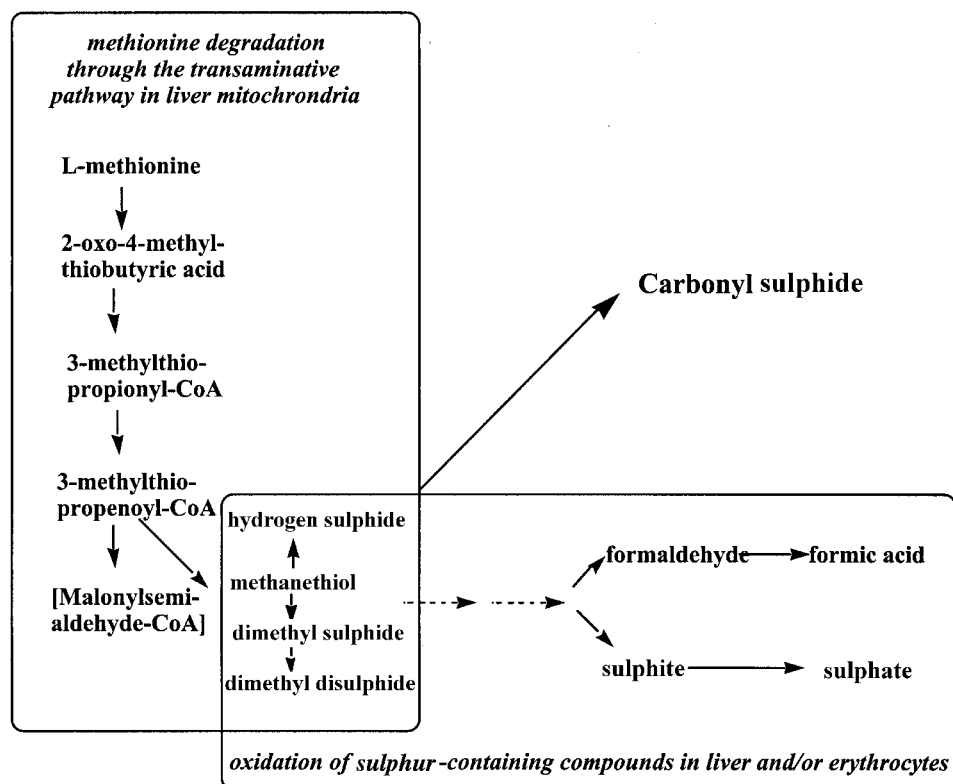 methionine degradation
through the transaminative
pathway in liver mitochrondria
L-methionine
2-oxo-4-methyl-
thiobutyric acid
Carbonyl sulphide
3-methylthio-
propionyl-CoA
3-methylthio-
propenoyl-CoA
[Malonylsemi-
aldehyde-CoA]
hydrogen sulphide
methanethiol
dimethyl sulphide
dimethyl disulphide
formaldehyde
formic acid
sulphite
sulphate
oxidation of sulphur-containing compounds in liver and/or erythrocytes